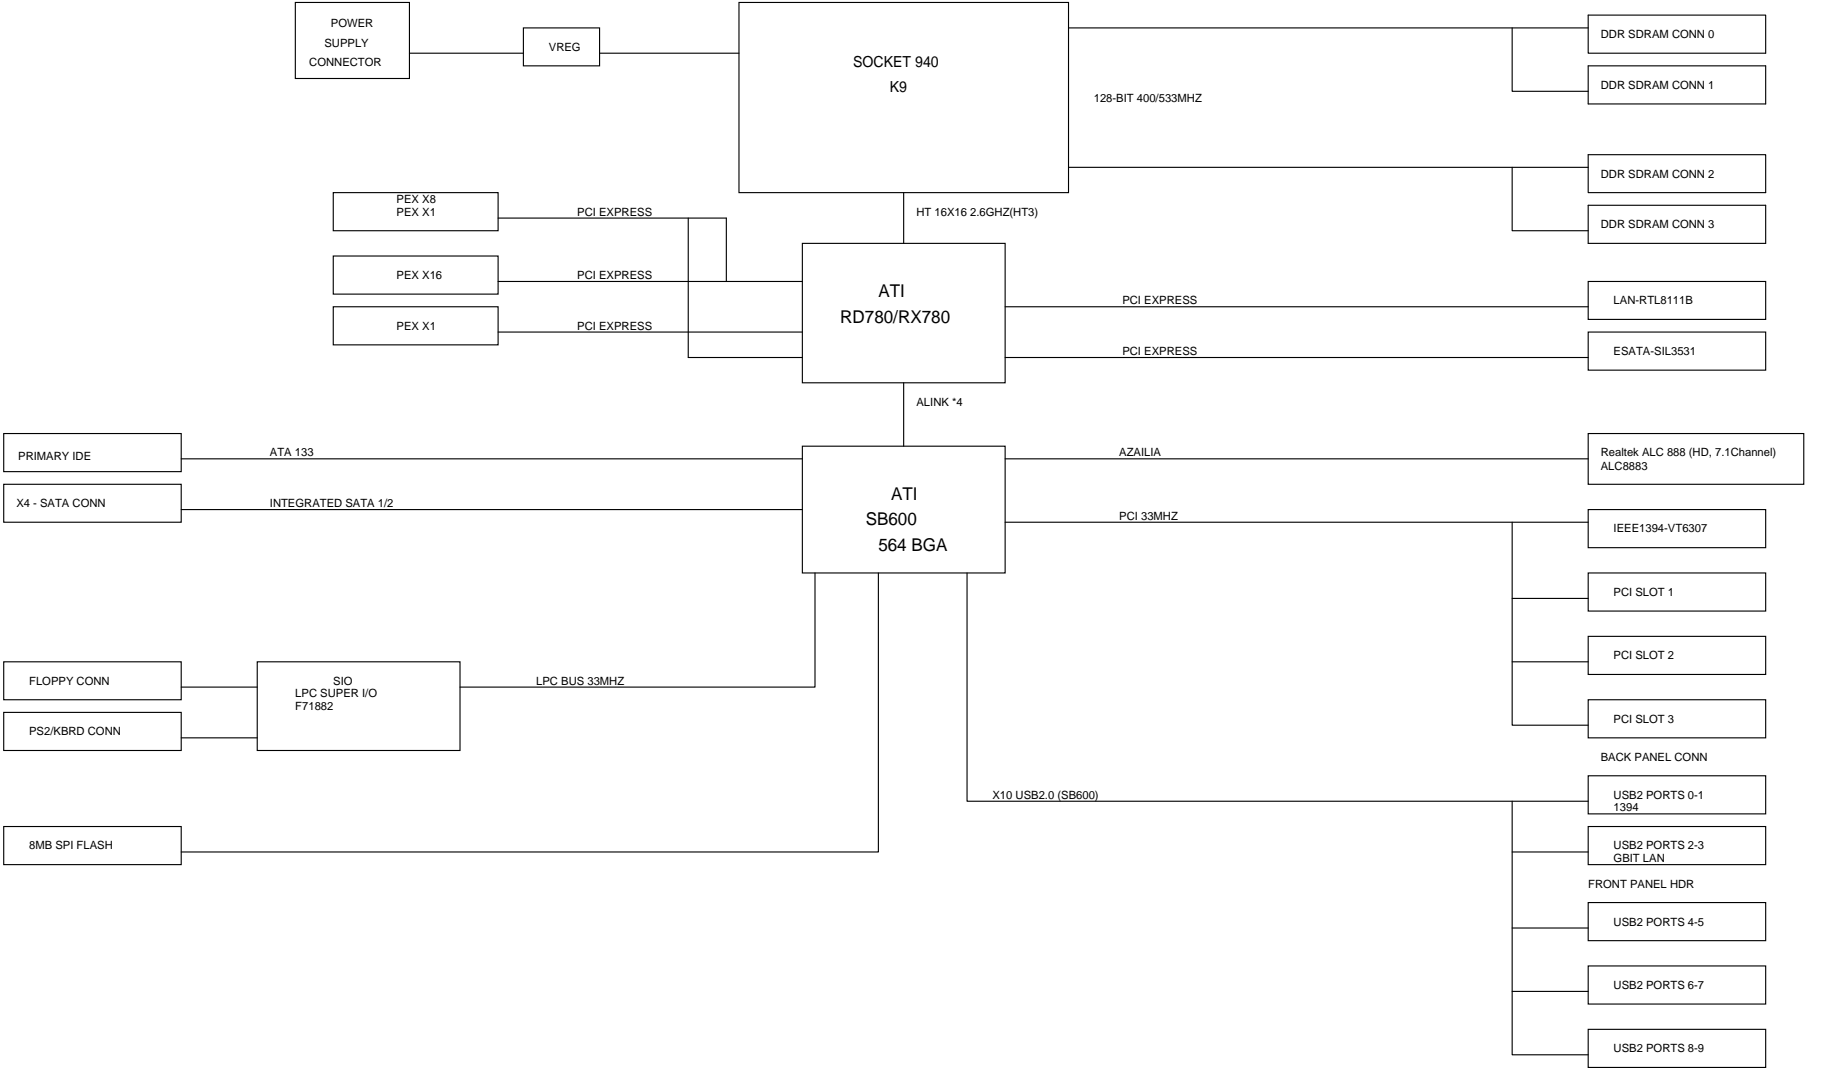 POWER
SUPPLY
CONNECTOR
VREG
SOCKET 940
K9
128-BIT 400/533MHZ
DDR SDRAM CONN 0
DDR SDRAM CONN 1
DDR SDRAM CONN 2
DDR SDRAM CONN 3
PEX X8
PEX X1
PCI EXPRESS
HT 16X16 2.6GHZ(HT3)
PEX X16
PCI EXPRESS
PEX X1
PCI EXPRESS
ATI
RD780/RX780
PCI EXPRESS
LAN-RTL8111B
PCI EXPRESS
ESATA-SIL3531
ALINK *4
PRIMARY IDE
ATA 133
X4 - SATA CONN
INTEGRATED SATA 1/2
ATI
SB600
564 BGA
AZAILIA
Realtek ALC 888 (HD, 7.1Channel)
ALC8883
PCI 33MHZ
IEEE1394-VT6307
PCI SLOT 1
PCI SLOT 2
PCI SLOT 3
FLOPPY CONN
PS2/KBRD CONN
SIO
LPC SUPER I/O
F71882
LPC BUS 33MHZ
8MB SPI FLASH
X10 USB2.0 (SB600)
BACK PANEL CONN
USB2 PORTS 0-1
1394
USB2 PORTS 2-3
GBIT LAN
FRONT PANEL HDR
USB2 PORTS 4-5
USB2 PORTS 6-7
USB2 PORTS 8-9